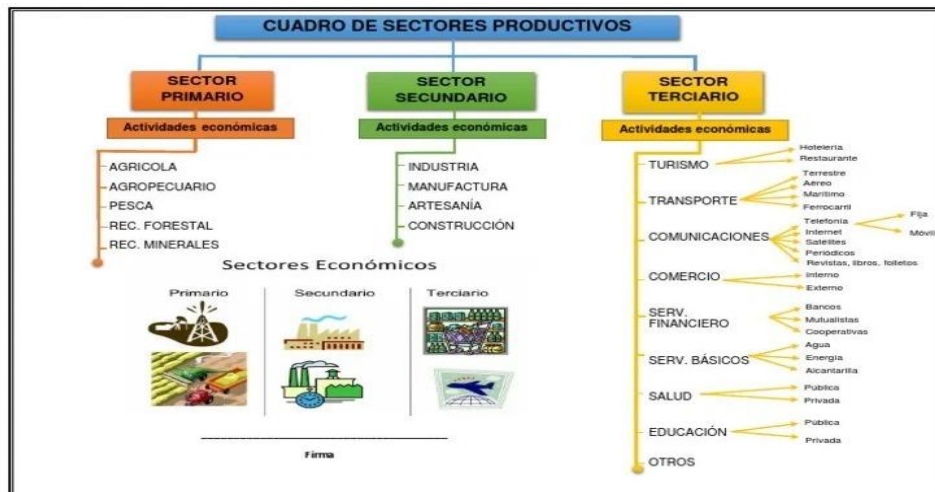 CUADRO DE SECTORES PRODUCTIVOS
SECTOR
PRIMARIO
Actividades económicas
AGRICOLA
AGROPECUARIO
PESCA
REC. FORESTAL
REC. MINERALES
SECTOR
SECUNDARIO
Actividades económicas
INDUSTRIA
MANUFACTURA
ARTESANÍA
CONSTRUCCIÓN
SECTOR
TERCIARIO
Actividades económicas
TURISMO
Hotelería
Restaurante
TRANSPORTE
Terrestre
Aéreo
Marítimo
Ferrocarril
COMUNICACIONES
Telefonía
Fija
Móvil
Internet
Satélites
Periódicos
Revistas, libros, folletos
COMERCIO
Interno
Externo
SERV.
FINANCIERO
Bancos
Mutualistas
Cooperativas
SERV. BÁSICOS
Agua
Energía
Alcantarilla
SALUD
Pública
Privada
EDUCACIÓN
Pública
Privada
OTROS
Sectores Económicos
Primario
Secundario
Terciario
Firma